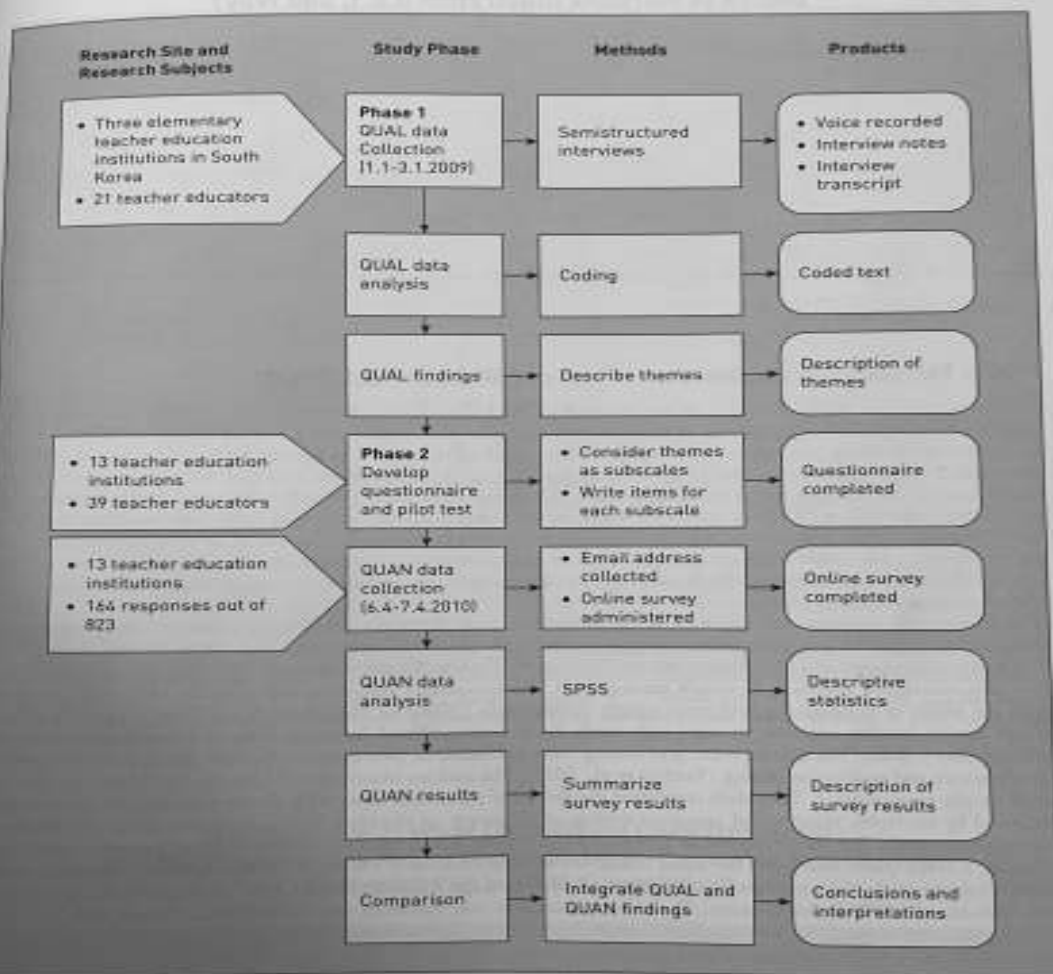 Research Site and
Research Subjects
Study Phase
Methods
Products
• Three elementary
teacher education
institutions in South
Korea
• 21 teacher educators
Phase 1
QUAL data
Collection
(1.1-3.1.2009)
Semistructured
interviews
• Voice recorded
• Interview notes
• Interview
transcript
QUAL data
analysis
Coding
Coded text
QUAL findings
Describe themes
Description of
themes
• 13 teacher education
institutions
• 39 teacher educators
Phase 2
Develop
questionnaire
and pilot test
• Consider themes
as subscales
• Write items for
each subscale
Questionnaire
completed
• 13 teacher education
institutions
• 164 responses out of
823
QUAN data
collection
(6.4-7.4.2010)
• Email address
collected
• Online survey
administered
Online survey
completed
QUAN data
analysis
SPSS
Descriptive
statistics
QUAN results
Summarize
survey results
Description of
survey results
Comparison
Integrate QUAL and
QUAN findings
Conclusions and
interpretations